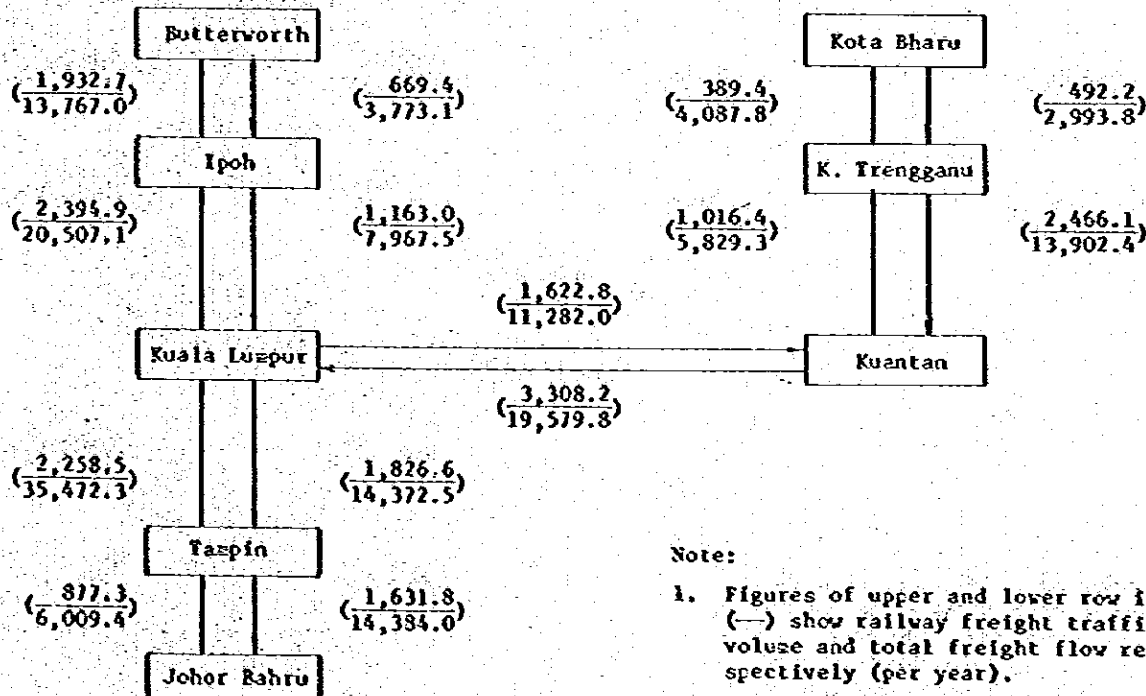 Butterworth
Kota Bharu
(1,932.7/13,767.0)
(669.4/3,773.1)
(389.4/4,087.8)
(492.2/2,993.8)
Ipoh
K. Trengganu
(2,394.9/20,507.1)
(1,163.0/7,967.5)
(1,016.4/5,829.3)
(2,466.1/13,902.4)
(1,622.8/11,282.0)
Kuala Lumpur
Kuantan
(3,308.2/19,579.8)
(2,258.5/35,472.3)
(1,826.6/14,372.5)
Tampin
Note:
(877.3/6,009.4)
(1,631.8/14,384.0)
1. Figures of upper and lower row i
(—) show railway freight traffi
volume and total freight flow re
spectively (per year).
Johor Bahru